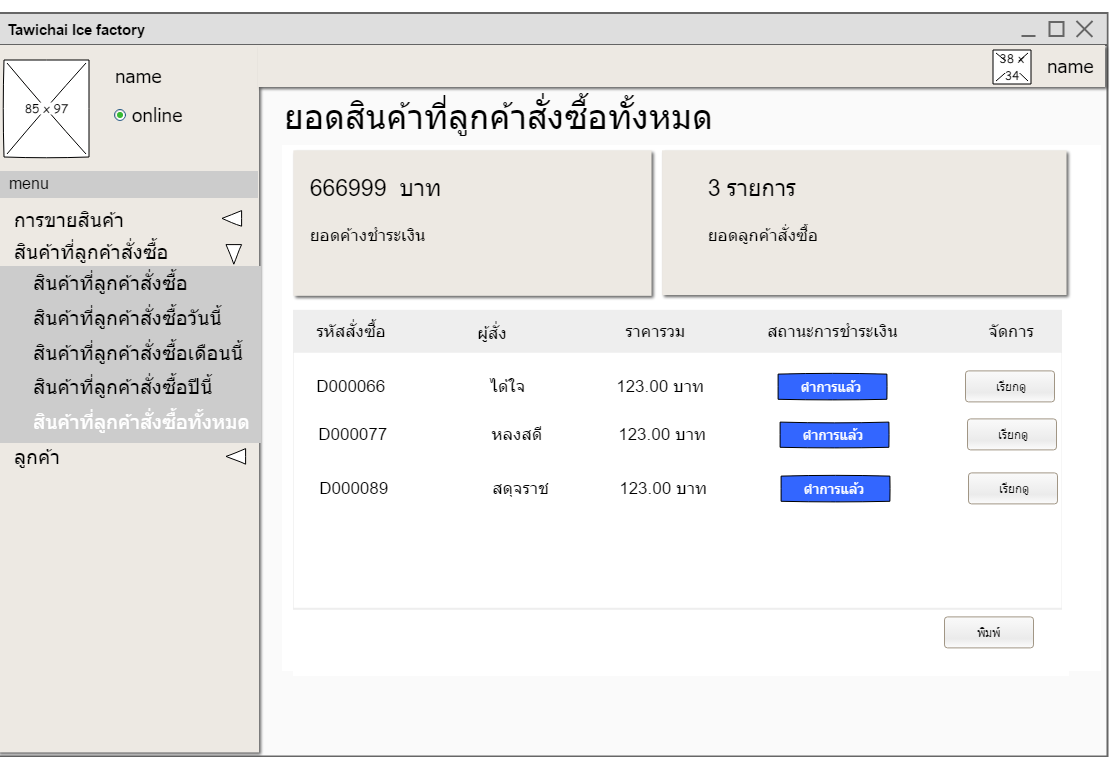 Tawichai Ice factory
85 x 97
name
online
38 x
34
name
menu
การขายสินค้า
สินค้าที่ลูกค้าสั่งซื้อ
สินค้าที่ลูกค้าสั่งซื้อ
สินค้าที่ลูกค้าสั่งซื้อวันนี้
สินค้าที่ลูกค้าสั่งซื้อเดือนนี้
สินค้าที่ลูกค้าสั่งซื้อปีนี้
สินค้าที่ลูกค้าสั่งซื้อทั้งหมด
ลูกค้า
ยอดสินค้าที่ลูกค้าสั่งซื้อทั้งหมด
666999 บาท
ยอดค้างชำระเงิน
3 รายการ
ยอดลูกค้าสั่งซื้อ
รหัสสั่งซื้อ ผู้สั่ง ราคารวม สถานะการชำระเงิน จัดการ
D000066 ได้ใจ 123.00 บาท ดำการแล้ว เรียกดู
D000077 หลงสดี 123.00 บาท ดำการแล้ว เรียกดู
D000089 สดุจราช 123.00 บาท ดำการแล้ว เรียกดู
พิมพ์